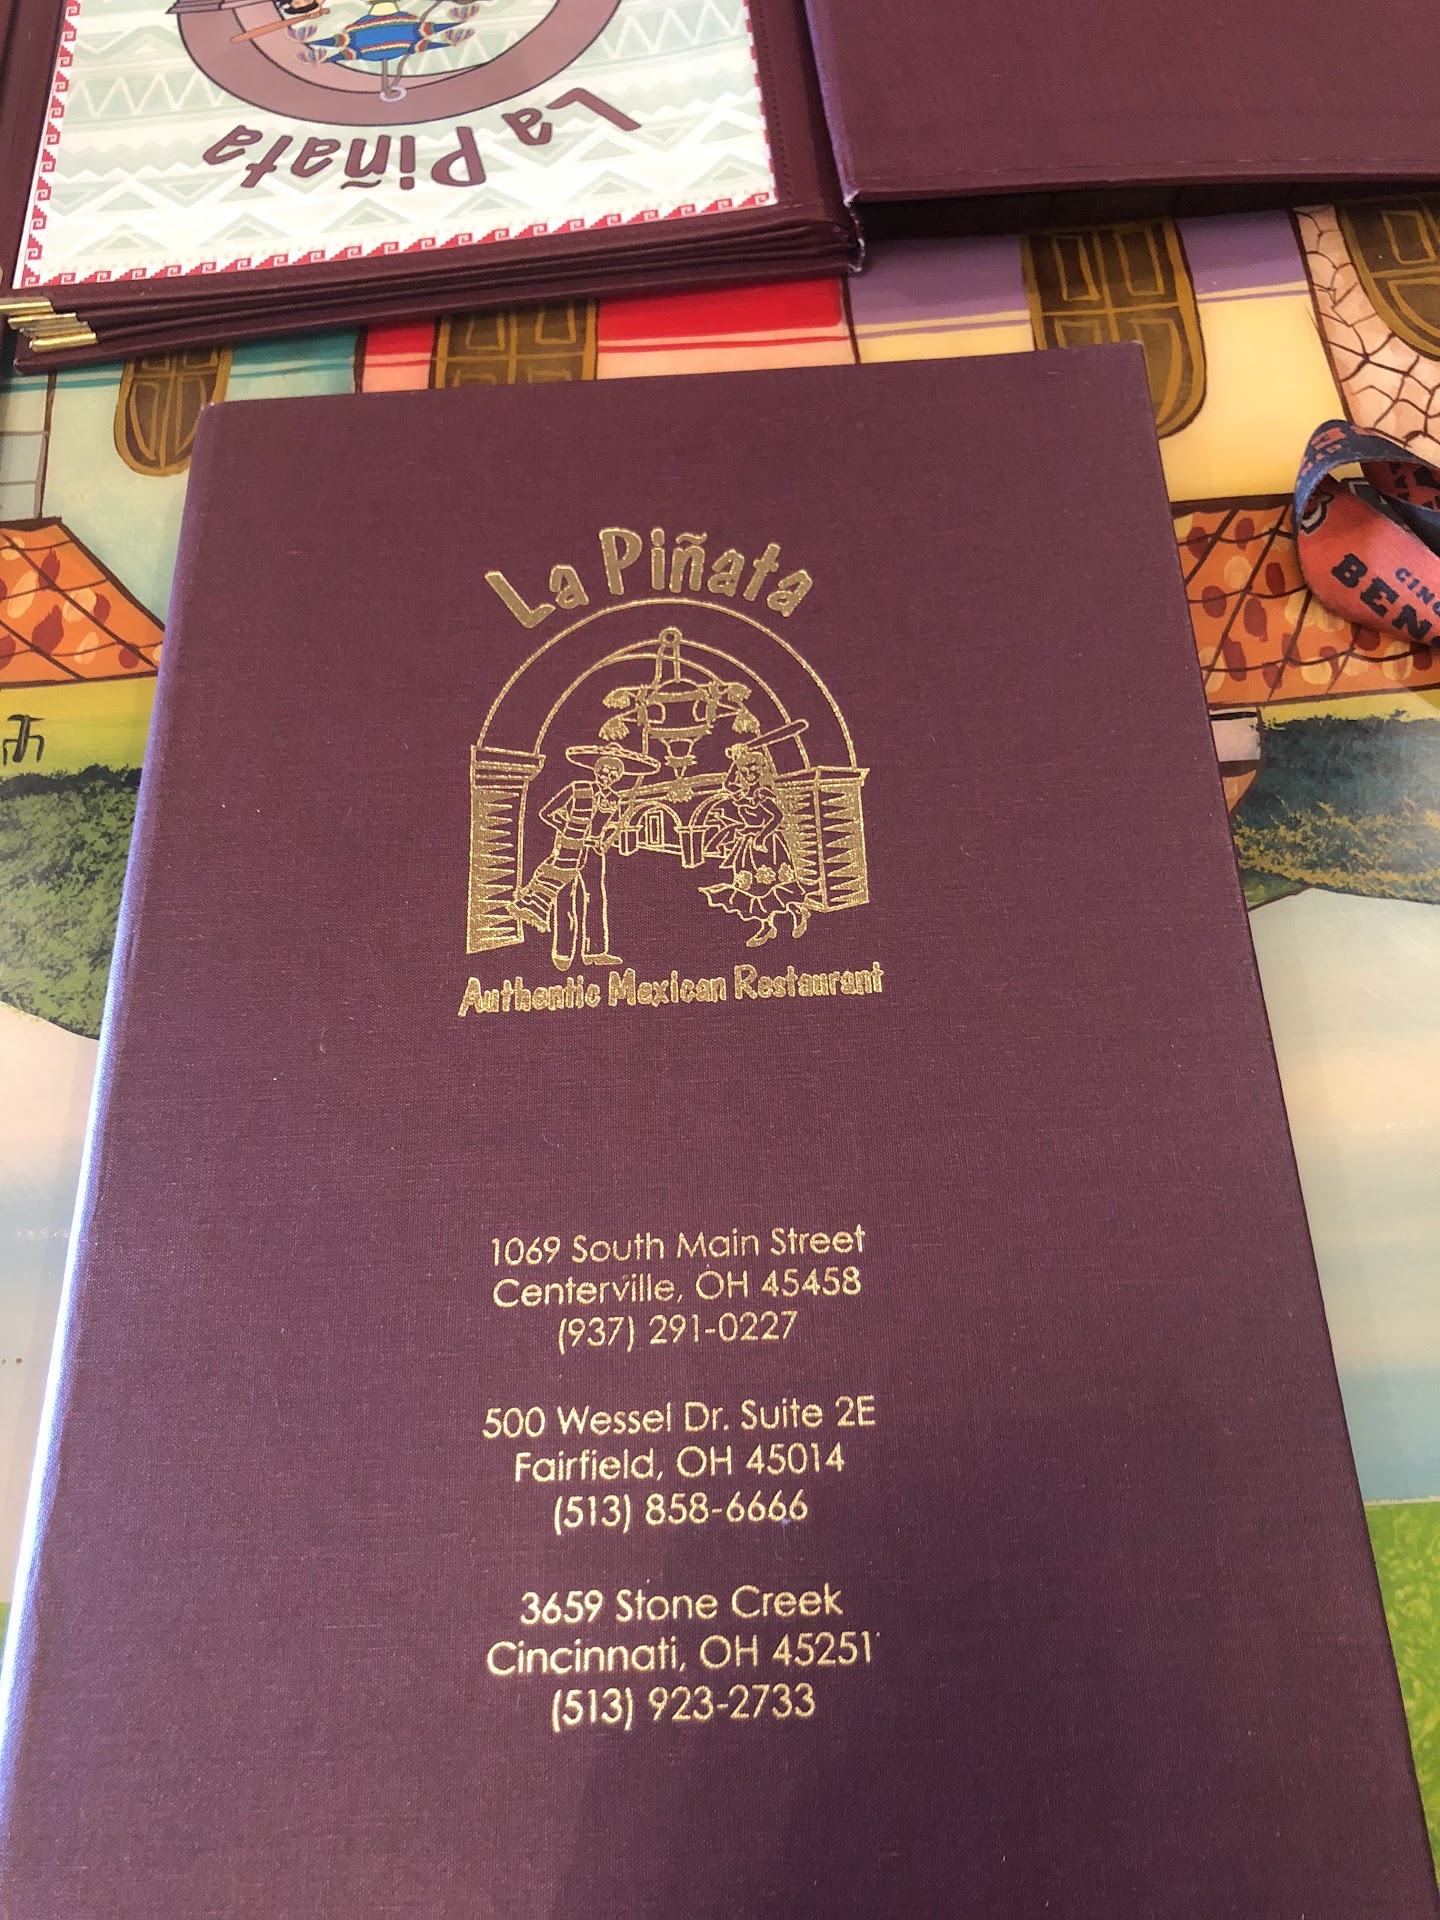 La Piñata
La Piñata
Authentic Mexican Restaurant
1069 South Main Street
Centerville, OH 45458
(937) 291-0227
500 Wessel Dr. Suite 2E
Fairfield, OH 45014
(513) 858-6666
3659 Stone Creek
Cincinnati, OH 45251
(513) 923-2733